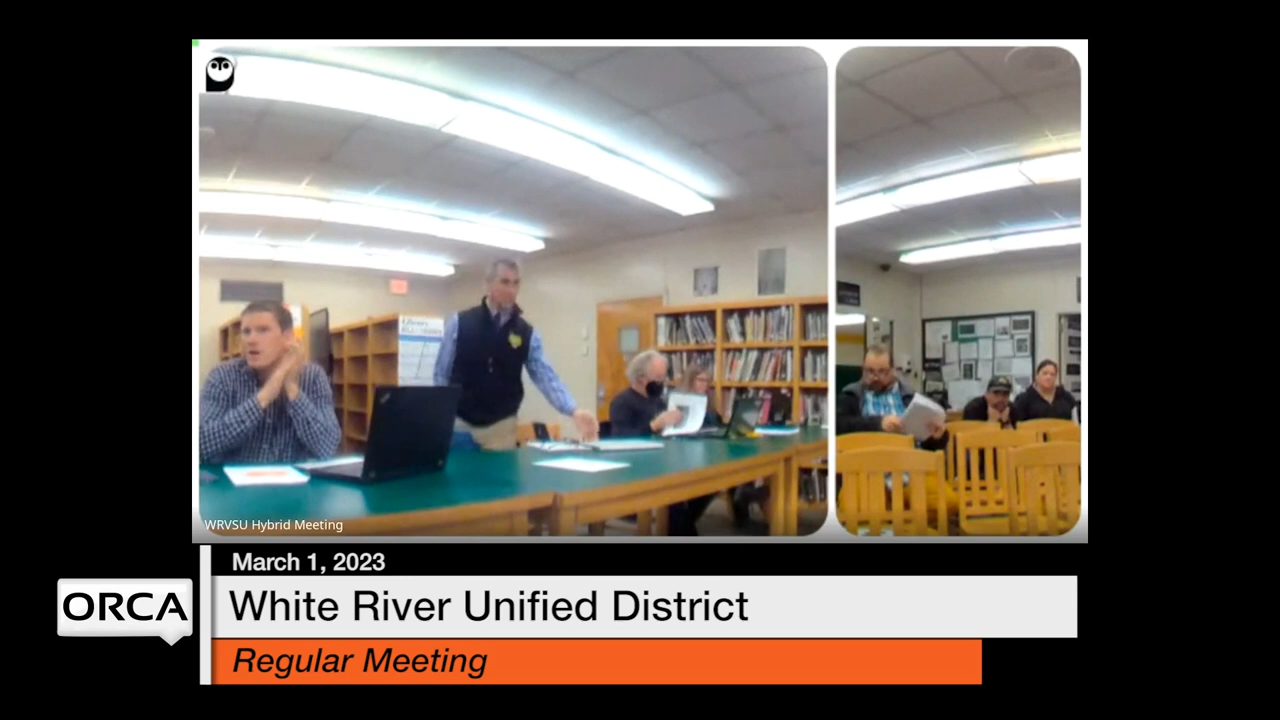 WRVSU Hybrid Meeting
March 1, 2023
White River Unified District
ORCA
Regular Meeting